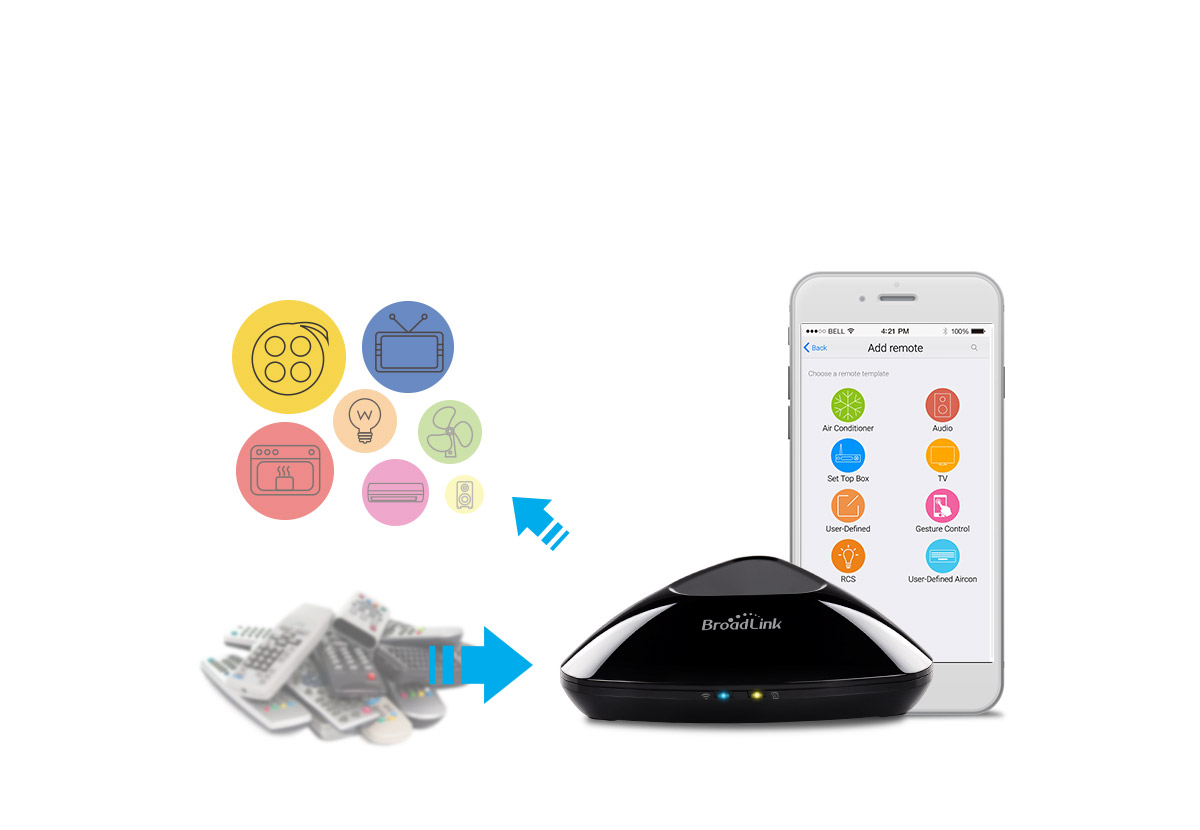 ●●●○○ BELL 4:21 PM 100%
Back Add remote
Choose a remote template
Air Conditioner Audio
Set Top Box TV
User-Defined Gesture Control
RCS User-Defined Aircon
BroadLink